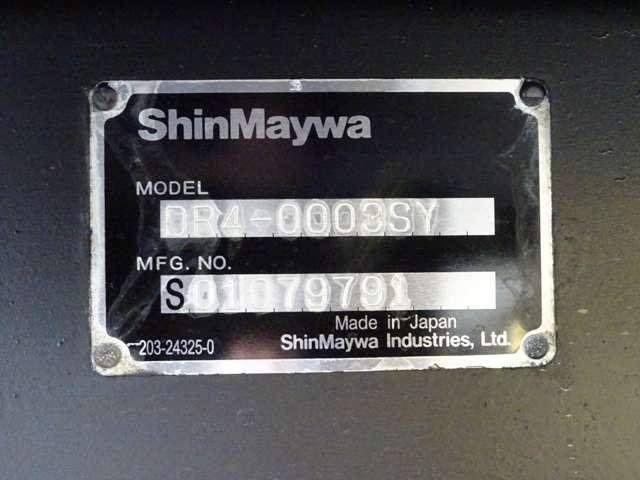 ShinMaywa
MODEL
DR4-0003SY
MFG. NO.
S01079791
Made in Japan
203-24325-0 ShinMaywa Industries, Ltd.